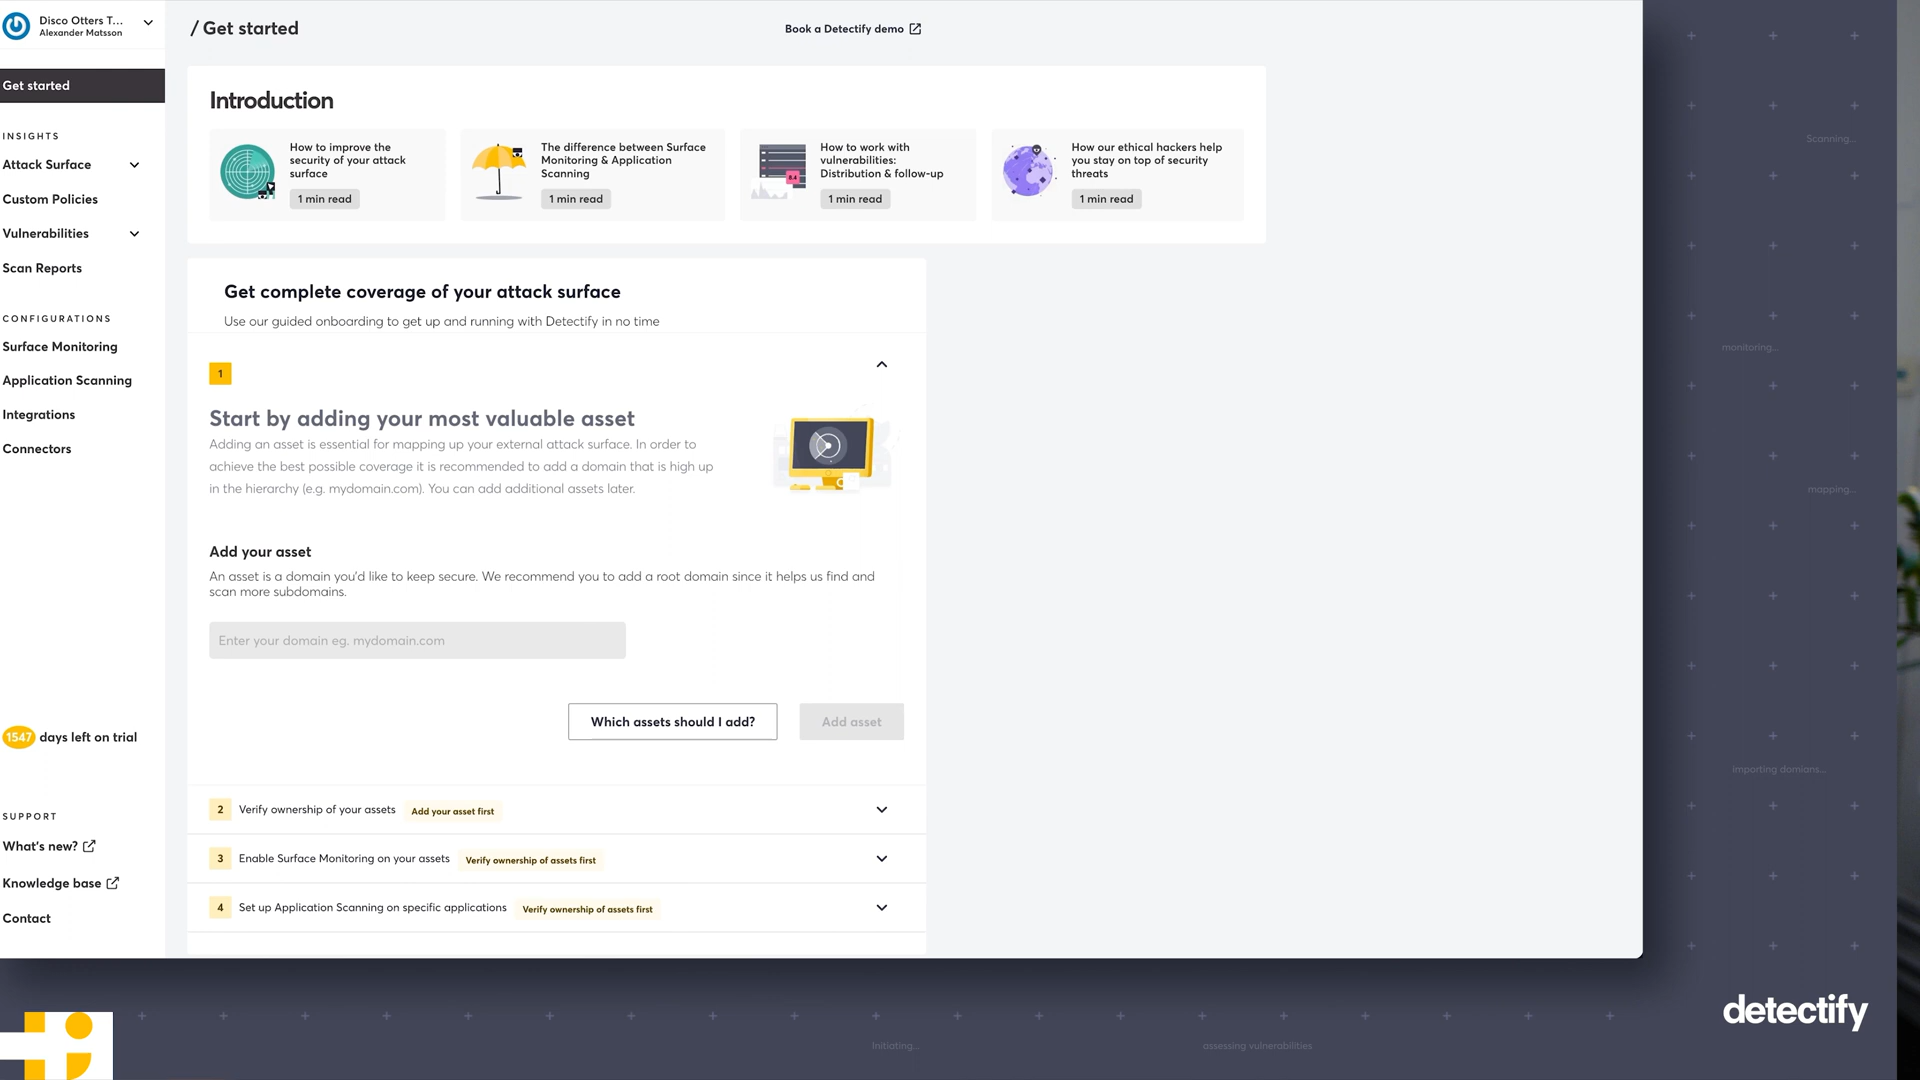 Disco Otters T...
Alexander Matsson
/ Get started
Book a Detectify demo
Get started
INSIGHTS
Attack Surface
Custom Policies
Vulnerabilities
Scan Reports
CONFIGURATIONS
Surface Monitoring
Application Scanning
Integrations
Connectors
1547 days left on trial
SUPPORT
What's new?
Knowledge base
Contact
Introduction
How to improve the
security of your attack
surface
1 min read
The difference between Surface
Monitoring & Application
Scanning
1 min read
8.4
How to work with
vulnerabilities:
Distribution & follow-up
1 min read
How our ethical hackers help
you stay on top of security
threats
1 min read
Get complete coverage of your attack surface
Use our guided onboarding to get up and running with Detectify in no time
1
Start by adding your most valuable asset
Adding an asset is essential for mapping up your external attack surface. In order to
achieve the best possible coverage it is recommended to add a domain that is high up
in the hierarchy (e.g. mydomain.com). You can add additional assets later.
Add your asset
An asset is a domain you'd like to keep secure. We recommend you to add a root domain since it helps us find and
scan more subdomains.
Enter your domain eg. mydomain.com
Which assets should I add?
Add asset
2 Verify ownership of your assets Add your asset first
3 Enable Surface Monitoring on your assets Verify ownership of assets first
4 Set up Application Scanning on specific applications Verify ownership of assets first
Scanning...
monitoring...
mapping...
Importing domians...
Initiating...
assessing vulnerabilities
detectify